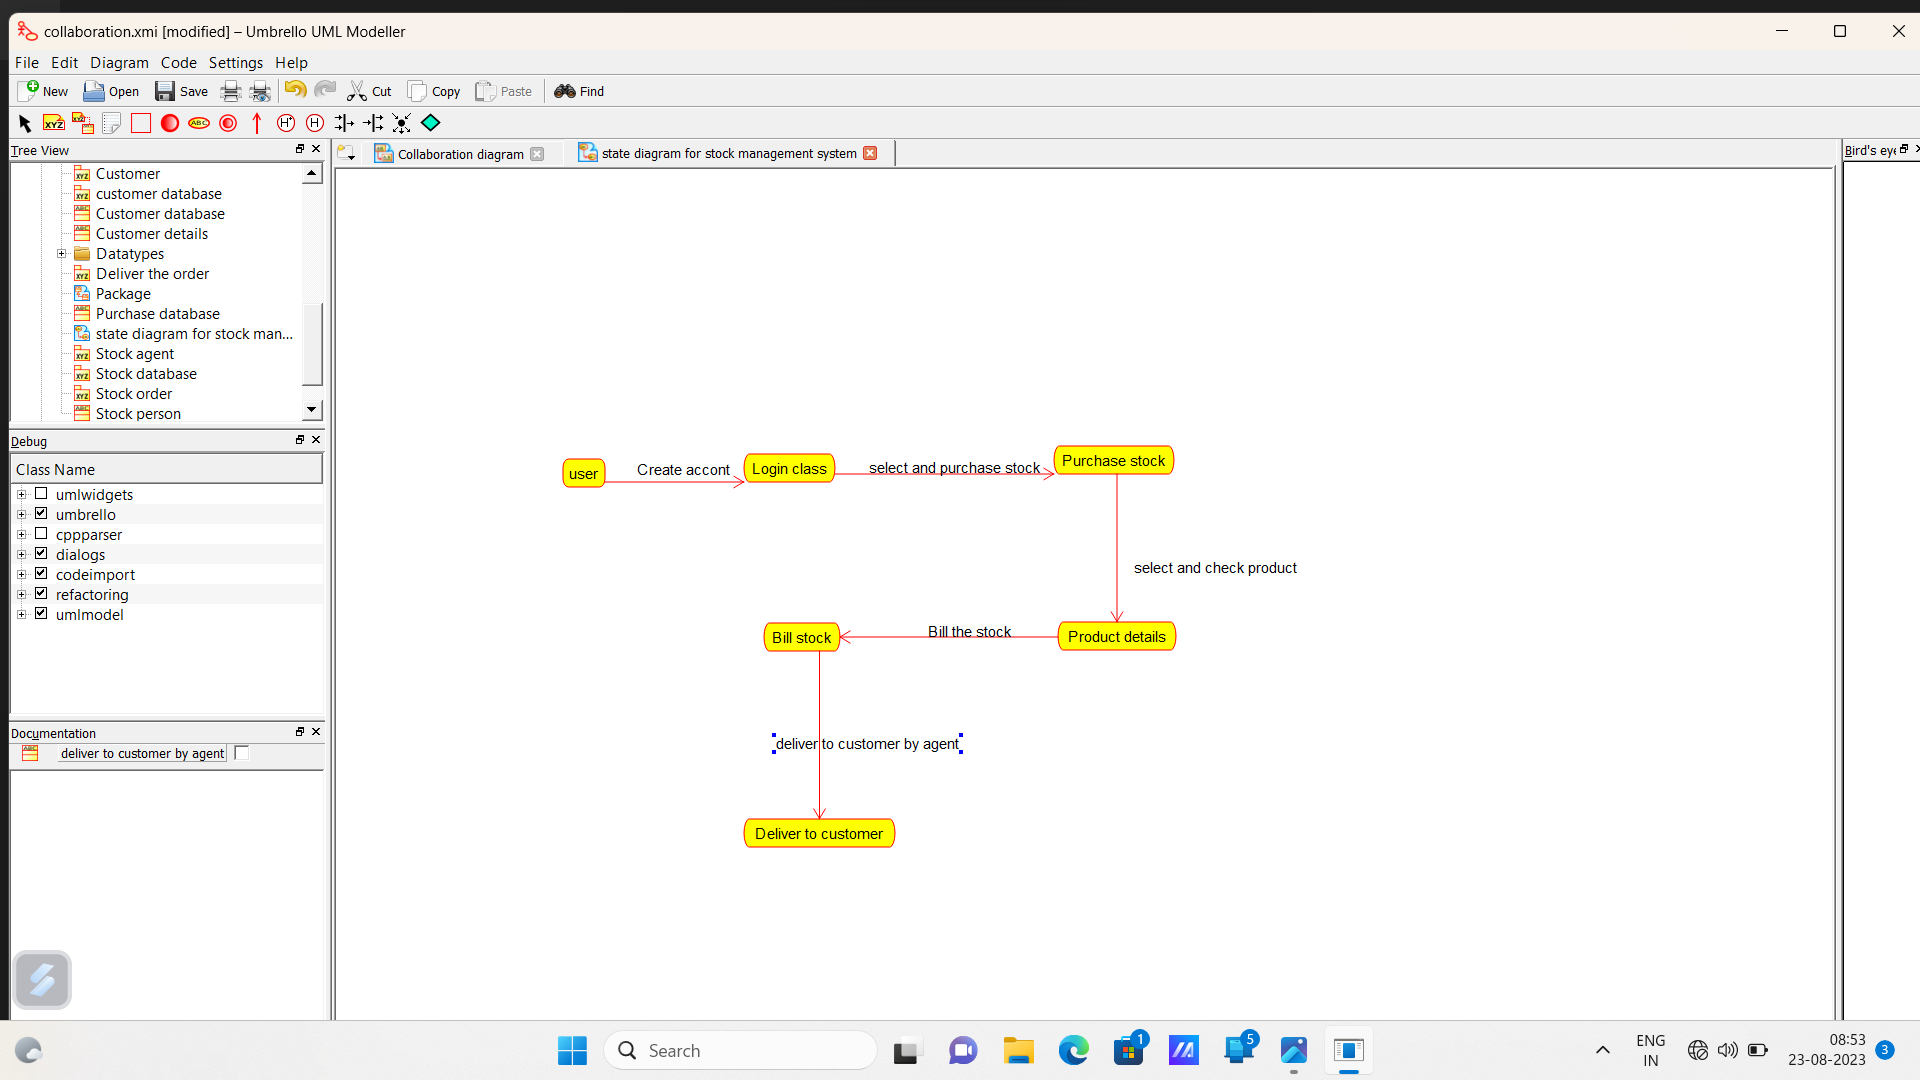 collaboration.xmi [modified] – Umbrello UML Modeller
File Edit Diagram Code Settings Help
New Open Save Cut Copy Paste Find
Tree View
Customer
customer database
Customer database
Customer details
Datatypes
Deliver the order
Package
Purchase database
state diagram for stock man...
Stock agent
Stock database
Stock order
Stock person
Debug
Class Name
umlwidgets
umbrello
cppparser
dialogs
codeimport
refactoring
umlmodel
Documentation
deliver to customer by agent
Collaboration diagram
state diagram for stock management system
Bird's eye
user
Create accont
Login class
select and purchase stock
Purchase stock
select and check product
Product details
Bill the stock
Bill stock
deliver to customer by agent
Deliver to customer
Search
1
5
ENG
IN
08:53
23-08-2023
3